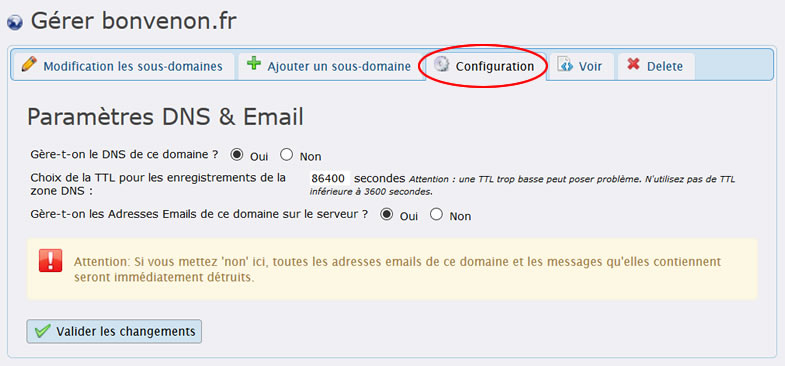 Gérer bonvenon.fr
Modification les sous-domaines
Ajouter un sous-domaine
Configuration
Voir
Delete
Paramètres DNS & Email
Gère-t-on le DNS de ce domaine ? Oui Non
Choix de la TTL pour les enregistrements de la
zone DNS :
86400 secondes Attention : une TTL trop basse peut poser problème. N'utilisez pas de TTL
inférieure à 3600 secondes.
Gère-t-on les Adresses Emails de ce domaine sur le serveur ? Oui Non
Attention: Si vous mettez 'non' ici, toutes les adresses emails de ce domaine et les messages qu'elles contiennent
seront immédiatement détruits.
Valider les changements